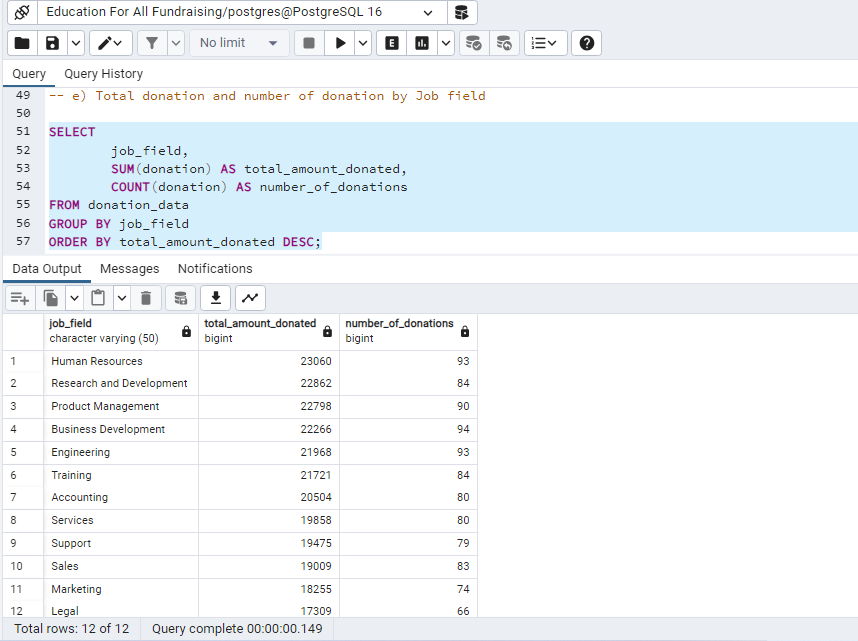 Education For All Fundraising/postgres@PostgreSQL 16
No limit
E
Query Query History
49 -- e) Total donation and number of donation by Job field
50
51 SELECT
52 job_field,
53 SUM(donation) AS total_amount_donated,
54 COUNT(donation) AS number_of_donations
55 FROM donation_data
56 GROUP BY job_field
57 ORDER BY total_amount_donated DESC;
Data Output Messages Notifications
job_field total_amount_donated number_of_donations
character varying (50) bigint bigint
1 Human Resources 23060 93
2 Research and Development 22862 84
3 Product Management 22798 90
4 Business Development 22266 94
5 Engineering 21968 93
6 Training 21721 84
7 Accounting 20504 80
8 Services 19858 80
9 Support 19475 79
10 Sales 19009 83
11 Marketing 18255 74
12 Legal 17309 66
Total rows: 12 of 12 Query complete 00:00:00.149